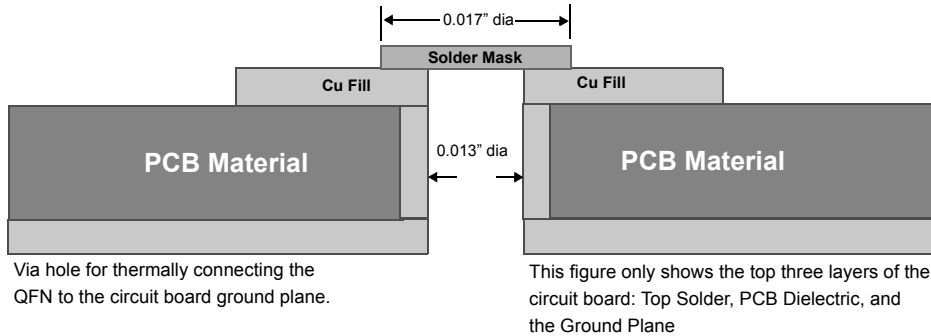 0.017” dia
Solder Mask
Cu Fill
Cu Fill
PCB Material
0.013” dia
PCB Material
Via hole for thermally connecting the
QFN to the circuit board ground plane.
This figure only shows the top three layers of the
circuit board: Top Solder, PCB Dielectric, and
the Ground Plane